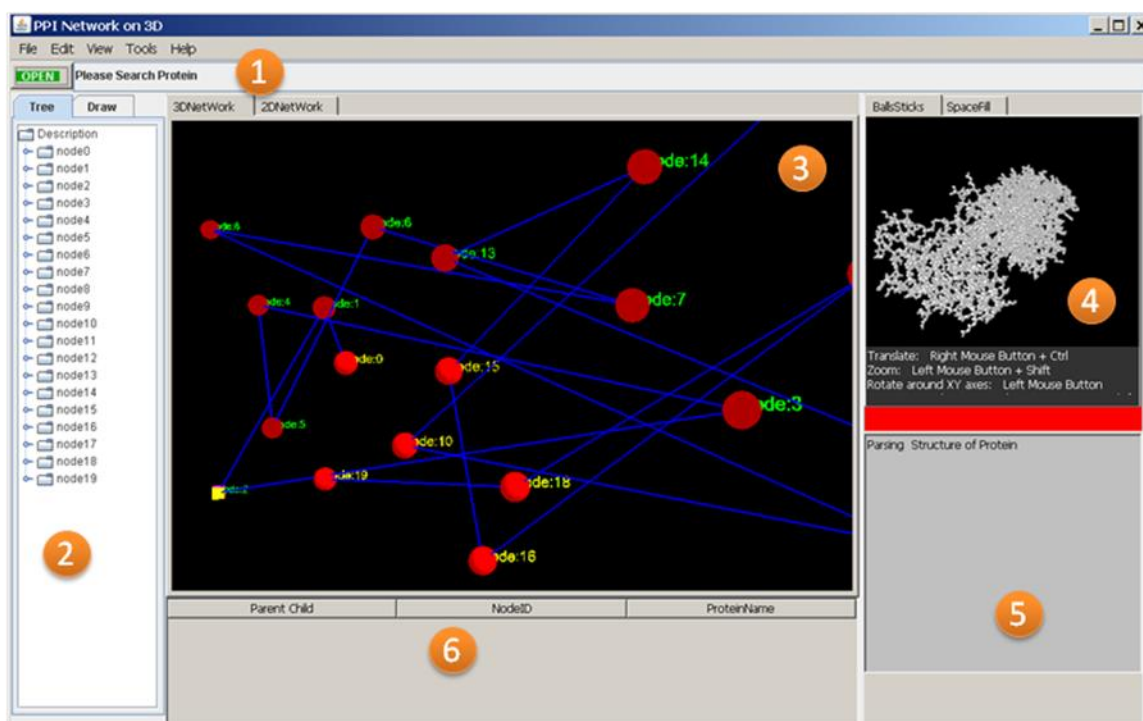 PPI Network on 3D
File Edit View Tools Help
OPEN Please Search Protein
1
Tree Draw
Description
node0
node1
node2
node3
node4
node5
node6
node7
node8
node9
node10
node11
node12
node13
node14
node15
node16
node17
node18
node19
2
3DNetWork 2DNetWork
3
ode:14
ode:6
ode:13
ode:7
ode:4
ode:1
ode:0
ode:15
ode:3
ode:5
ode:10
ode:19
ode:18
ode:2
ode:16
Parent Child NodeID ProteinName
6
BallsSticks SpaceFill
4
Translate: Right Mouse Button + Ctrl
Zoom: Left Mouse Button + Shift
Rotate around XY axes: Left Mouse Button
Parsing Structure of Protein
5